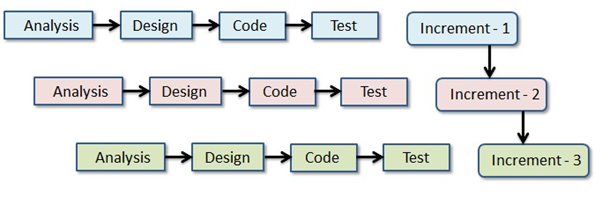 Analysis Design Code Test Increment - 1
Analysis Design Code Test Increment - 2
Analysis Design Code Test Increment - 3